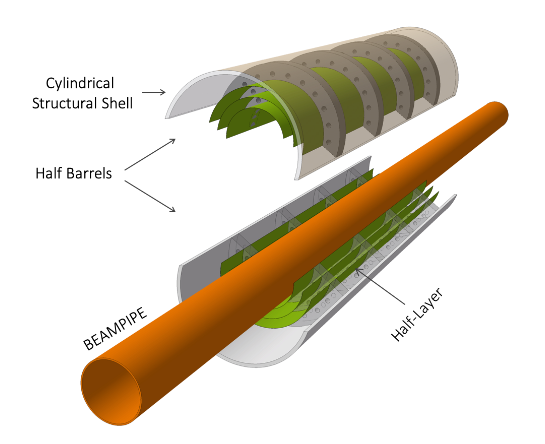 Cylindrical
Structural Shell
Half Barrels
BEAMPIPE
Half-Layer